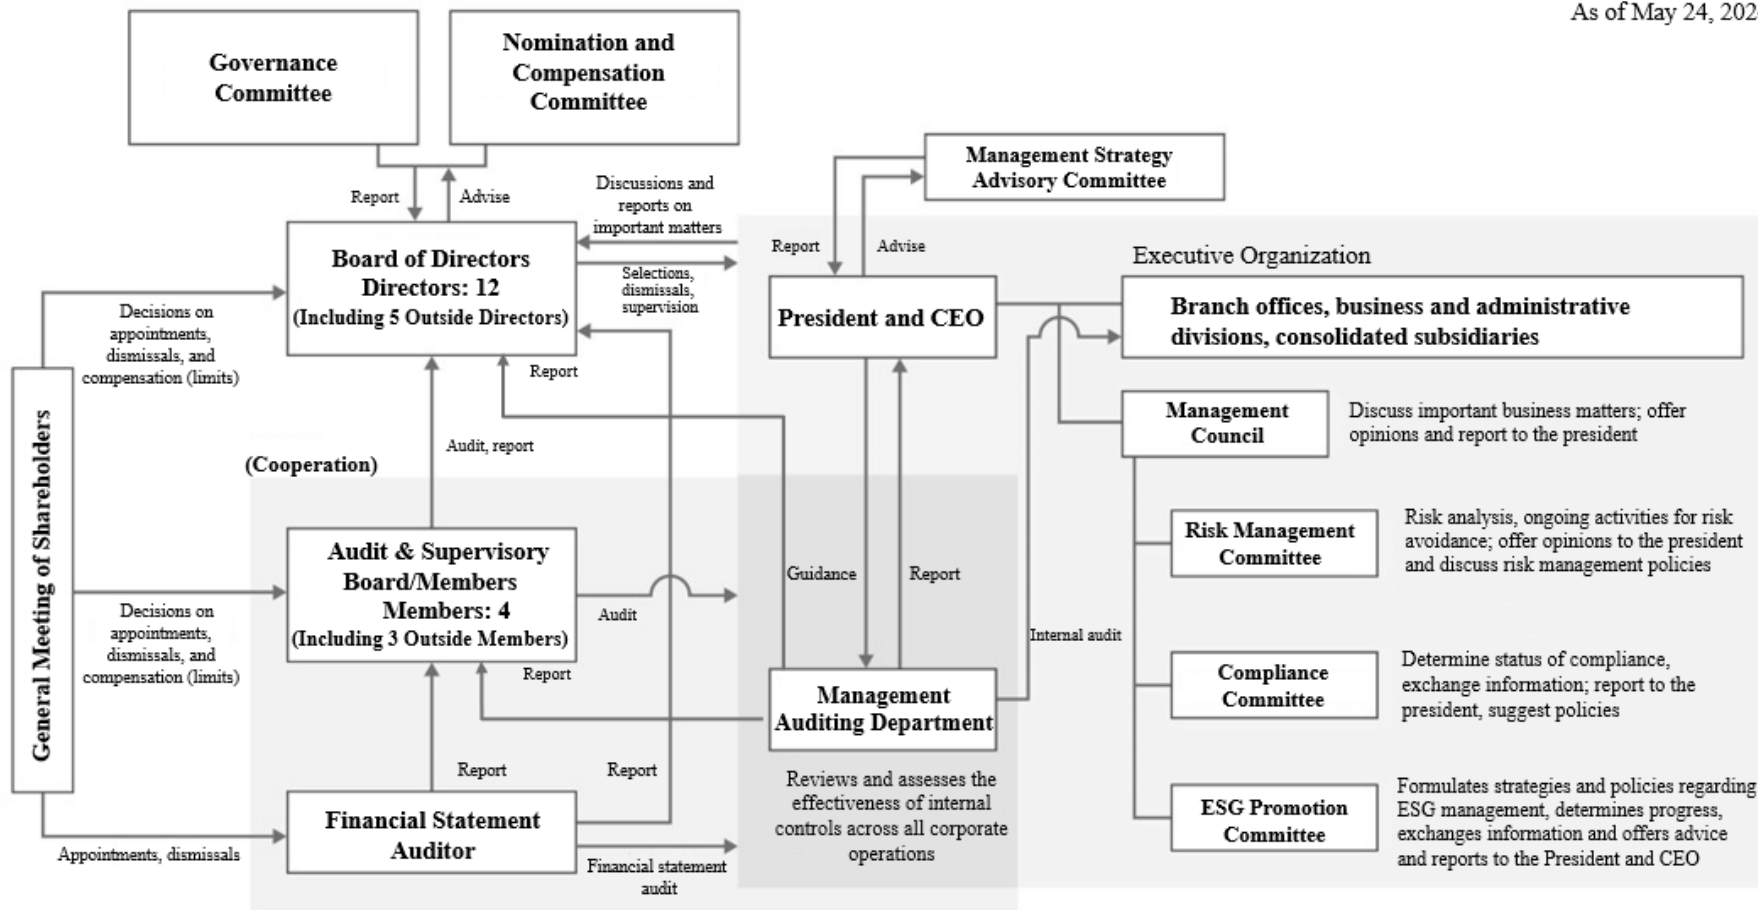 As of May 24, 202
Governance
Committee
Nomination and
Compensation
Committee
Management Strategy
Advisory Committee
Report
Advise
Discussions and
reports on
important matters
Selections,
dismissals,
supervision
Board of Directors
Directors: 12
(Including 5 Outside Directors)
Report
Advise
Executive Organization
President and CEO
Branch offices, business and administrative
divisions, consolidated subsidiaries
Decisions on
appointments,
dismissals, and
compensation (limits)
Report
Management
Council
Discuss important business matters; offer
opinions and report to the president
General Meeting of Shareholders
Audit, report
(Cooperation)
Risk Management
Committee
Risk analysis, ongoing activities for risk
avoidance; offer opinions to the president
and discuss risk management policies
Audit & Supervisory
Board/Members
Members: 4
(Including 3 Outside Members)
Audit
Guidance
Report
Decisions on
appointments,
dismissals, and
compensation (limits)
Internal audit
Report
Compliance
Committee
Determine status of compliance,
exchange information; report to the
president, suggest policies
Management
Auditing Department
Report
Report
Reviews and assesses the
effectiveness of internal
controls across all corporate
operations
ESG Promotion
Committee
Formulates strategies and policies regarding
ESG management, determines progress,
exchanges information and offers advice
and reports to the President and CEO
Financial Statement
Auditor
Appointments, dismissals
Financial statement
audit